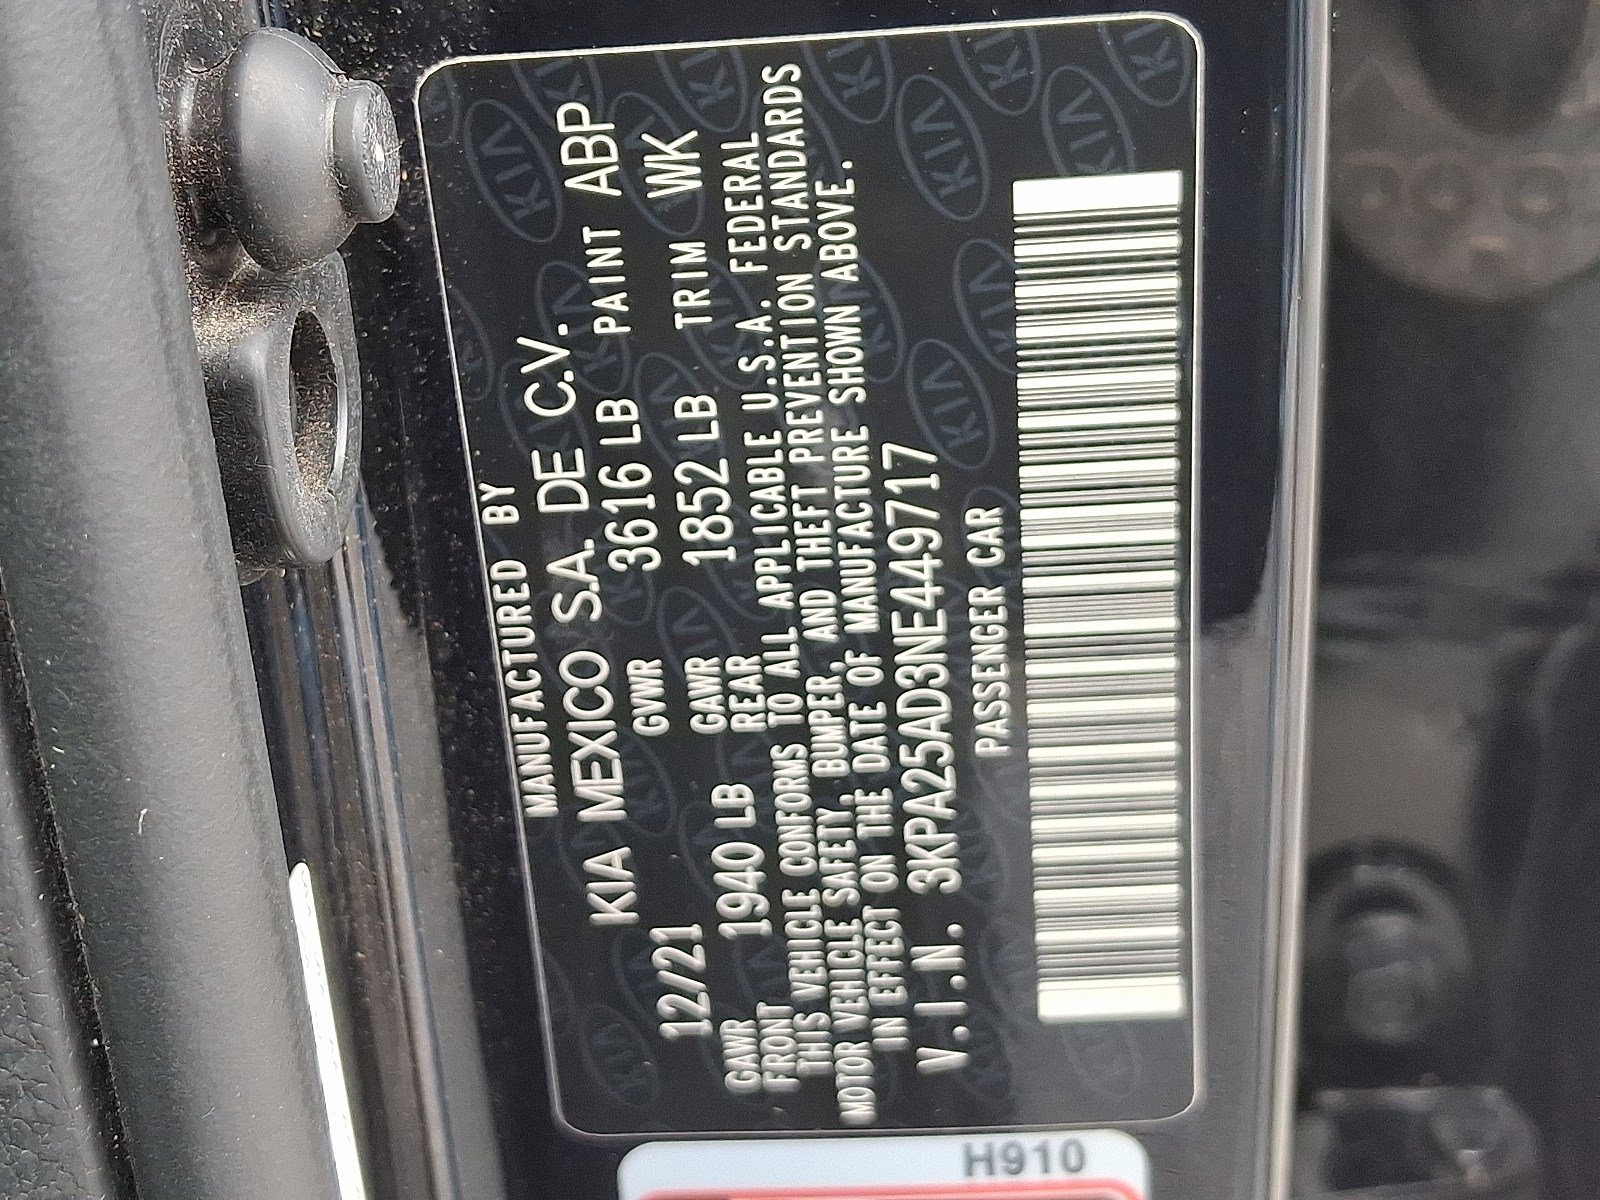 MANUFACTURED BY
KIA MEXICO S.A. DE C.V.
12/21 GVWR 3616 LB PAINT ABP
GAWR FRONT 1940 LB GAWR REAR 1852 LB TRIM WK
THIS VEHICLE CONFORMS TO ALL APPLICABLE U.S.A. FEDERAL
MOTOR VEHICLE SAFETY, BUMPER, AND THEFT PREVENTION STANDARDS
IN EFFECT ON THE DATE OF MANUFACTURE SHOWN ABOVE.
V.I.N. 3KPA25AD3NE449717
PASSENGER CAR
H910